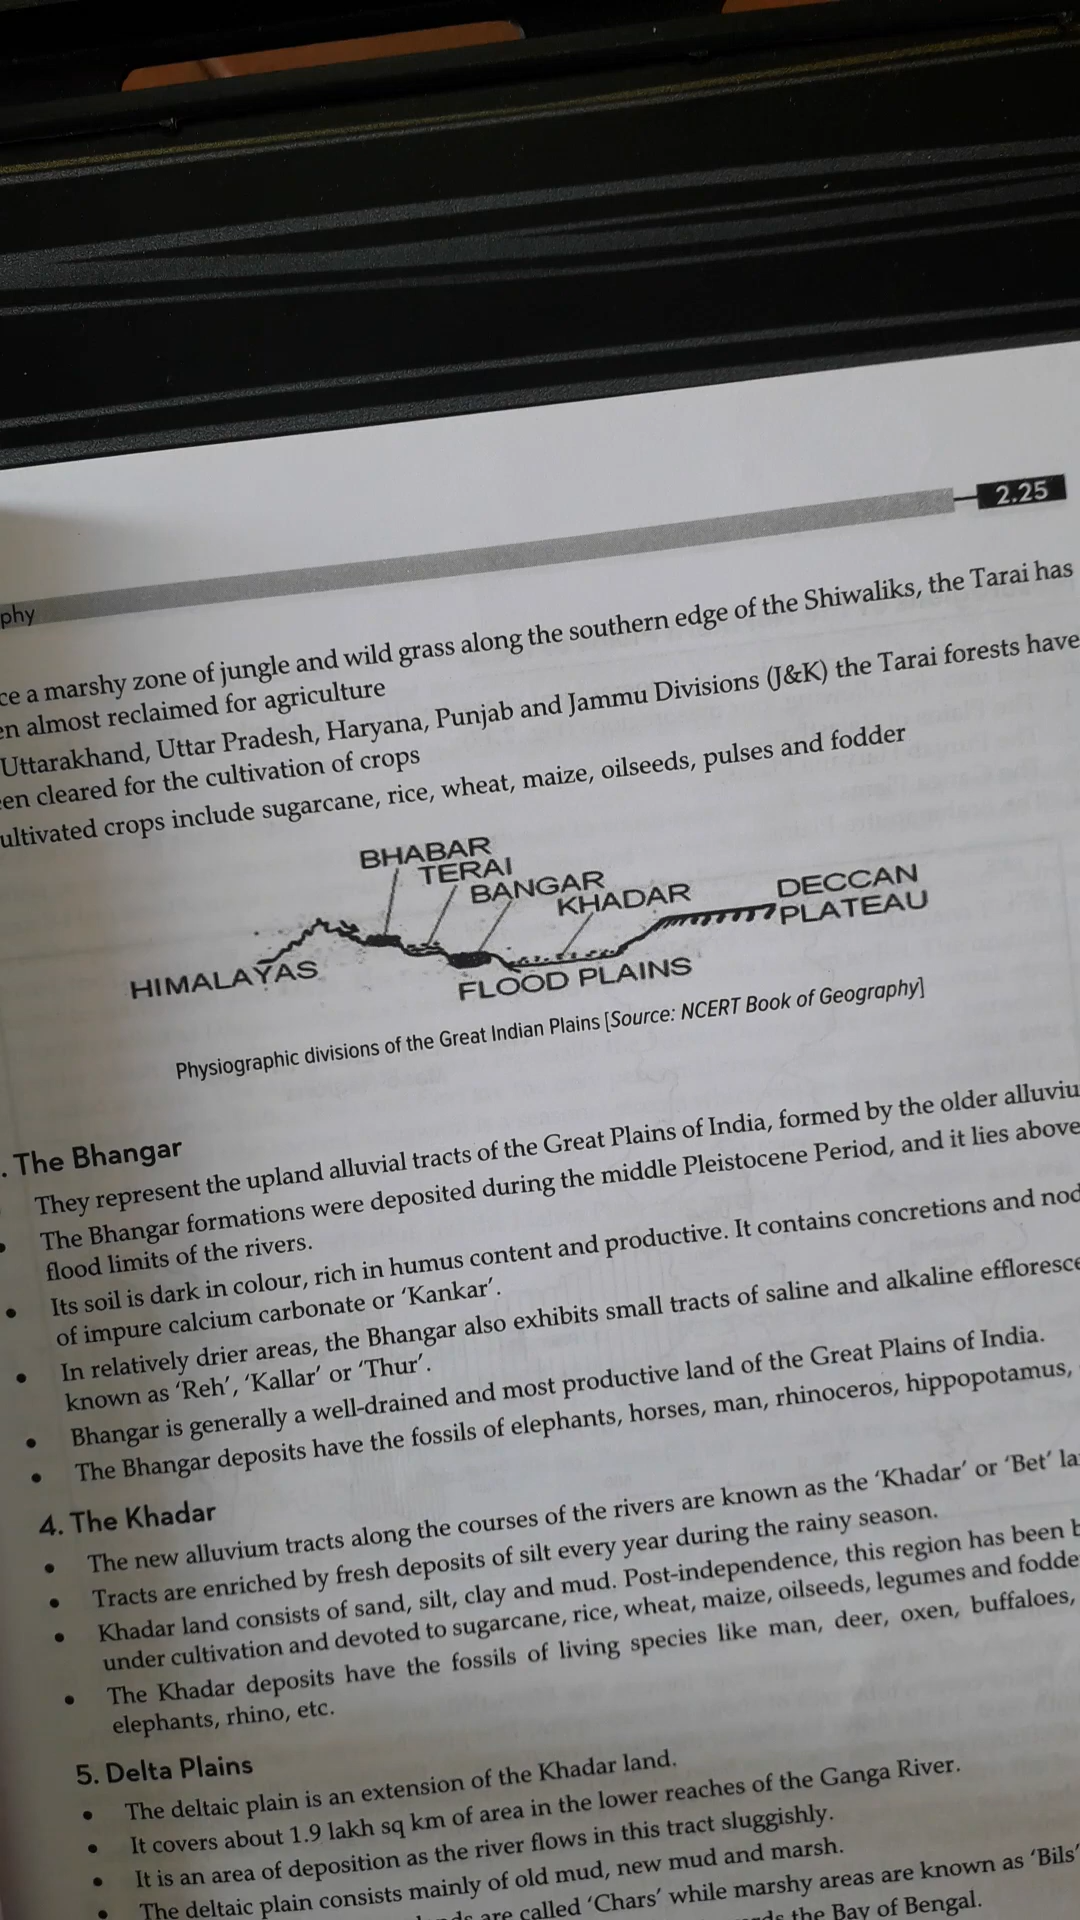 2.25
phy
ce a marshy zone of jungle and wild grass along the southern edge of the Shiwaliks, the Tarai has
en almost reclaimed for agriculture
Uttarakhand, Uttar Pradesh, Haryana, Punjab and Jammu Divisions (J&K) the Tarai forests have
een cleared for the cultivation of crops
ultivated crops include sugarcane, rice, wheat, maize, oilseeds, pulses and fodder
BHABAR
TERAI
BANGAR
KHADAR
DECCAN
PLATEAU
HIMALAYAS
FLOOD PLAINS
Physiographic divisions of the Great Indian Plains [Source: NCERT Book of Geography]
. The Bhangar
They represent the upland alluvial tracts of the Great Plains of India, formed by the older alluviu
• The Bhangar formations were deposited during the middle Pleistocene Period, and it lies above
flood limits of the rivers.
• Its soil is dark in colour, rich in humus content and productive. It contains concretions and nod
of impure calcium carbonate or 'Kankar'.
• In relatively drier areas, the Bhangar also exhibits small tracts of saline and alkaline effloresce
known as 'Reh', 'Kallar' or 'Thur'.
• Bhangar is generally a well-drained and most productive land of the Great Plains of India.
• The Bhangar deposits have the fossils of elephants, horses, man, rhinoceros, hippopotamus,
4. The Khadar
• The new alluvium tracts along the courses of the rivers are known as the 'Khadar' or 'Bet' la
• Tracts are enriched by fresh deposits of silt every year during the rainy season.
• Khadar land consists of sand, silt, clay and mud. Post-independence, this region has been b
under cultivation and devoted to sugarcane, rice, wheat, maize, oilseeds, legumes and fodde
• The Khadar deposits have the fossils of living species like man, deer, oxen, buffaloes,
elephants, rhino, etc.
5. Delta Plains
• The deltaic plain is an extension of the Khadar land.
• It covers about 1.9 lakh sq km of area in the lower reaches of the Ganga River.
• It is an area of deposition as the river flows in this tract sluggishly.
• The deltaic plain consists mainly of old mud, new mud and marsh.
are called 'Chars' while marshy areas are known as 'Bils'
the Bay of Bengal.